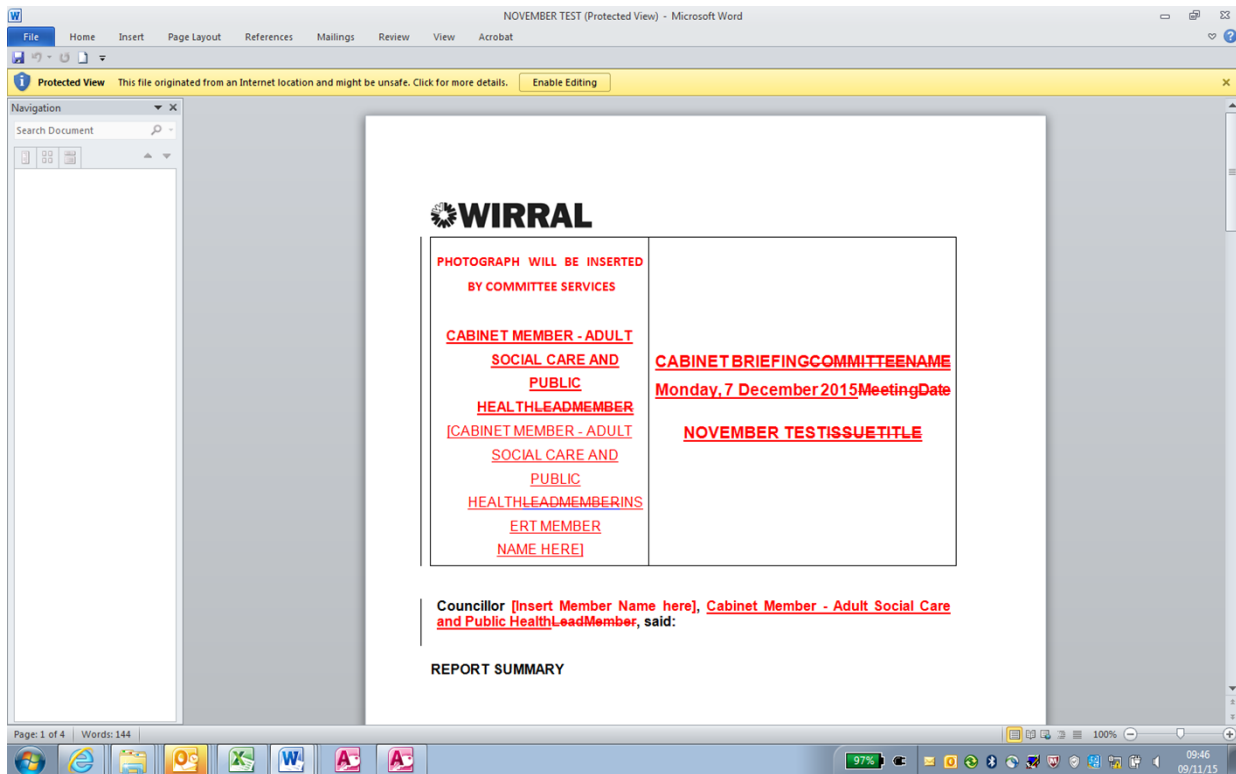 NOVEMBER TEST (Protected View) - Microsoft Word
File Home Insert Page Layout References Mailings Review View Acrobat
Protected View This file originated from an Internet location and might be unsafe. Click for more details. Enable Editing
Navigation
Search Document
WIRRAL
PHOTOGRAPH WILL BE INSERTED
BY COMMITTEE SERVICES
CABINET MEMBER - ADULT
SOCIAL CARE AND
PUBLIC
HEALTHLEADMEMBER
[CABINET MEMBER - ADULT
SOCIAL CARE AND
PUBLIC
HEALTHLEADMEMBERINS
ERT MEMBER
NAME HERE]
CABINET BRIEFINGCOMMITTEENAME
Monday, 7 December 2015MeetingDate
NOVEMBER TESTISSUETITLE
Councillor [Insert Member Name here], Cabinet Member - Adult Social Care
and Public HealthLeadMember, said:
REPORT SUMMARY
Page: 1 of 4 Words: 144 100%
97% 09:46
09/11/15